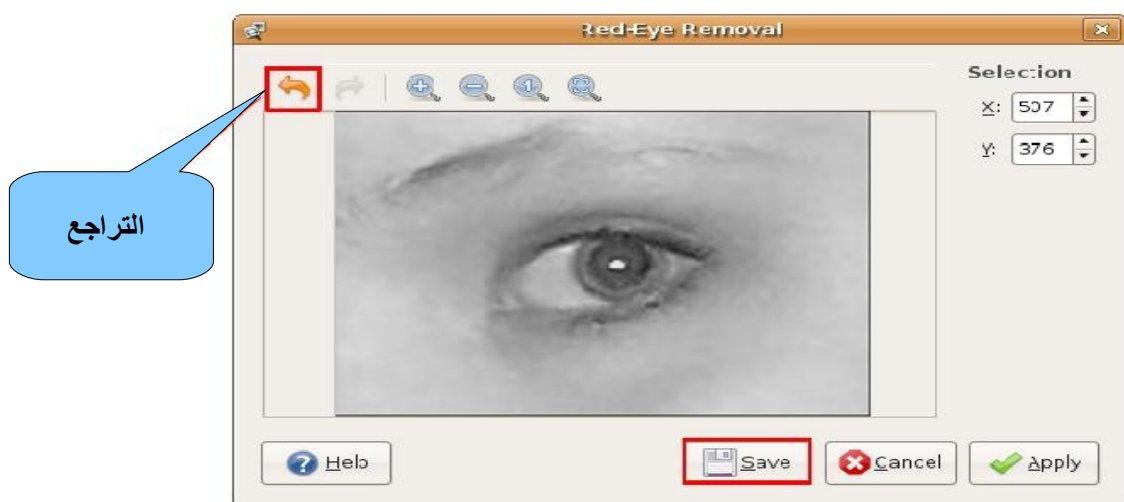 Red-Eye Removal
Selection
X: 507
Y: 376
التراجع
Help
Save
Cancel
Apply